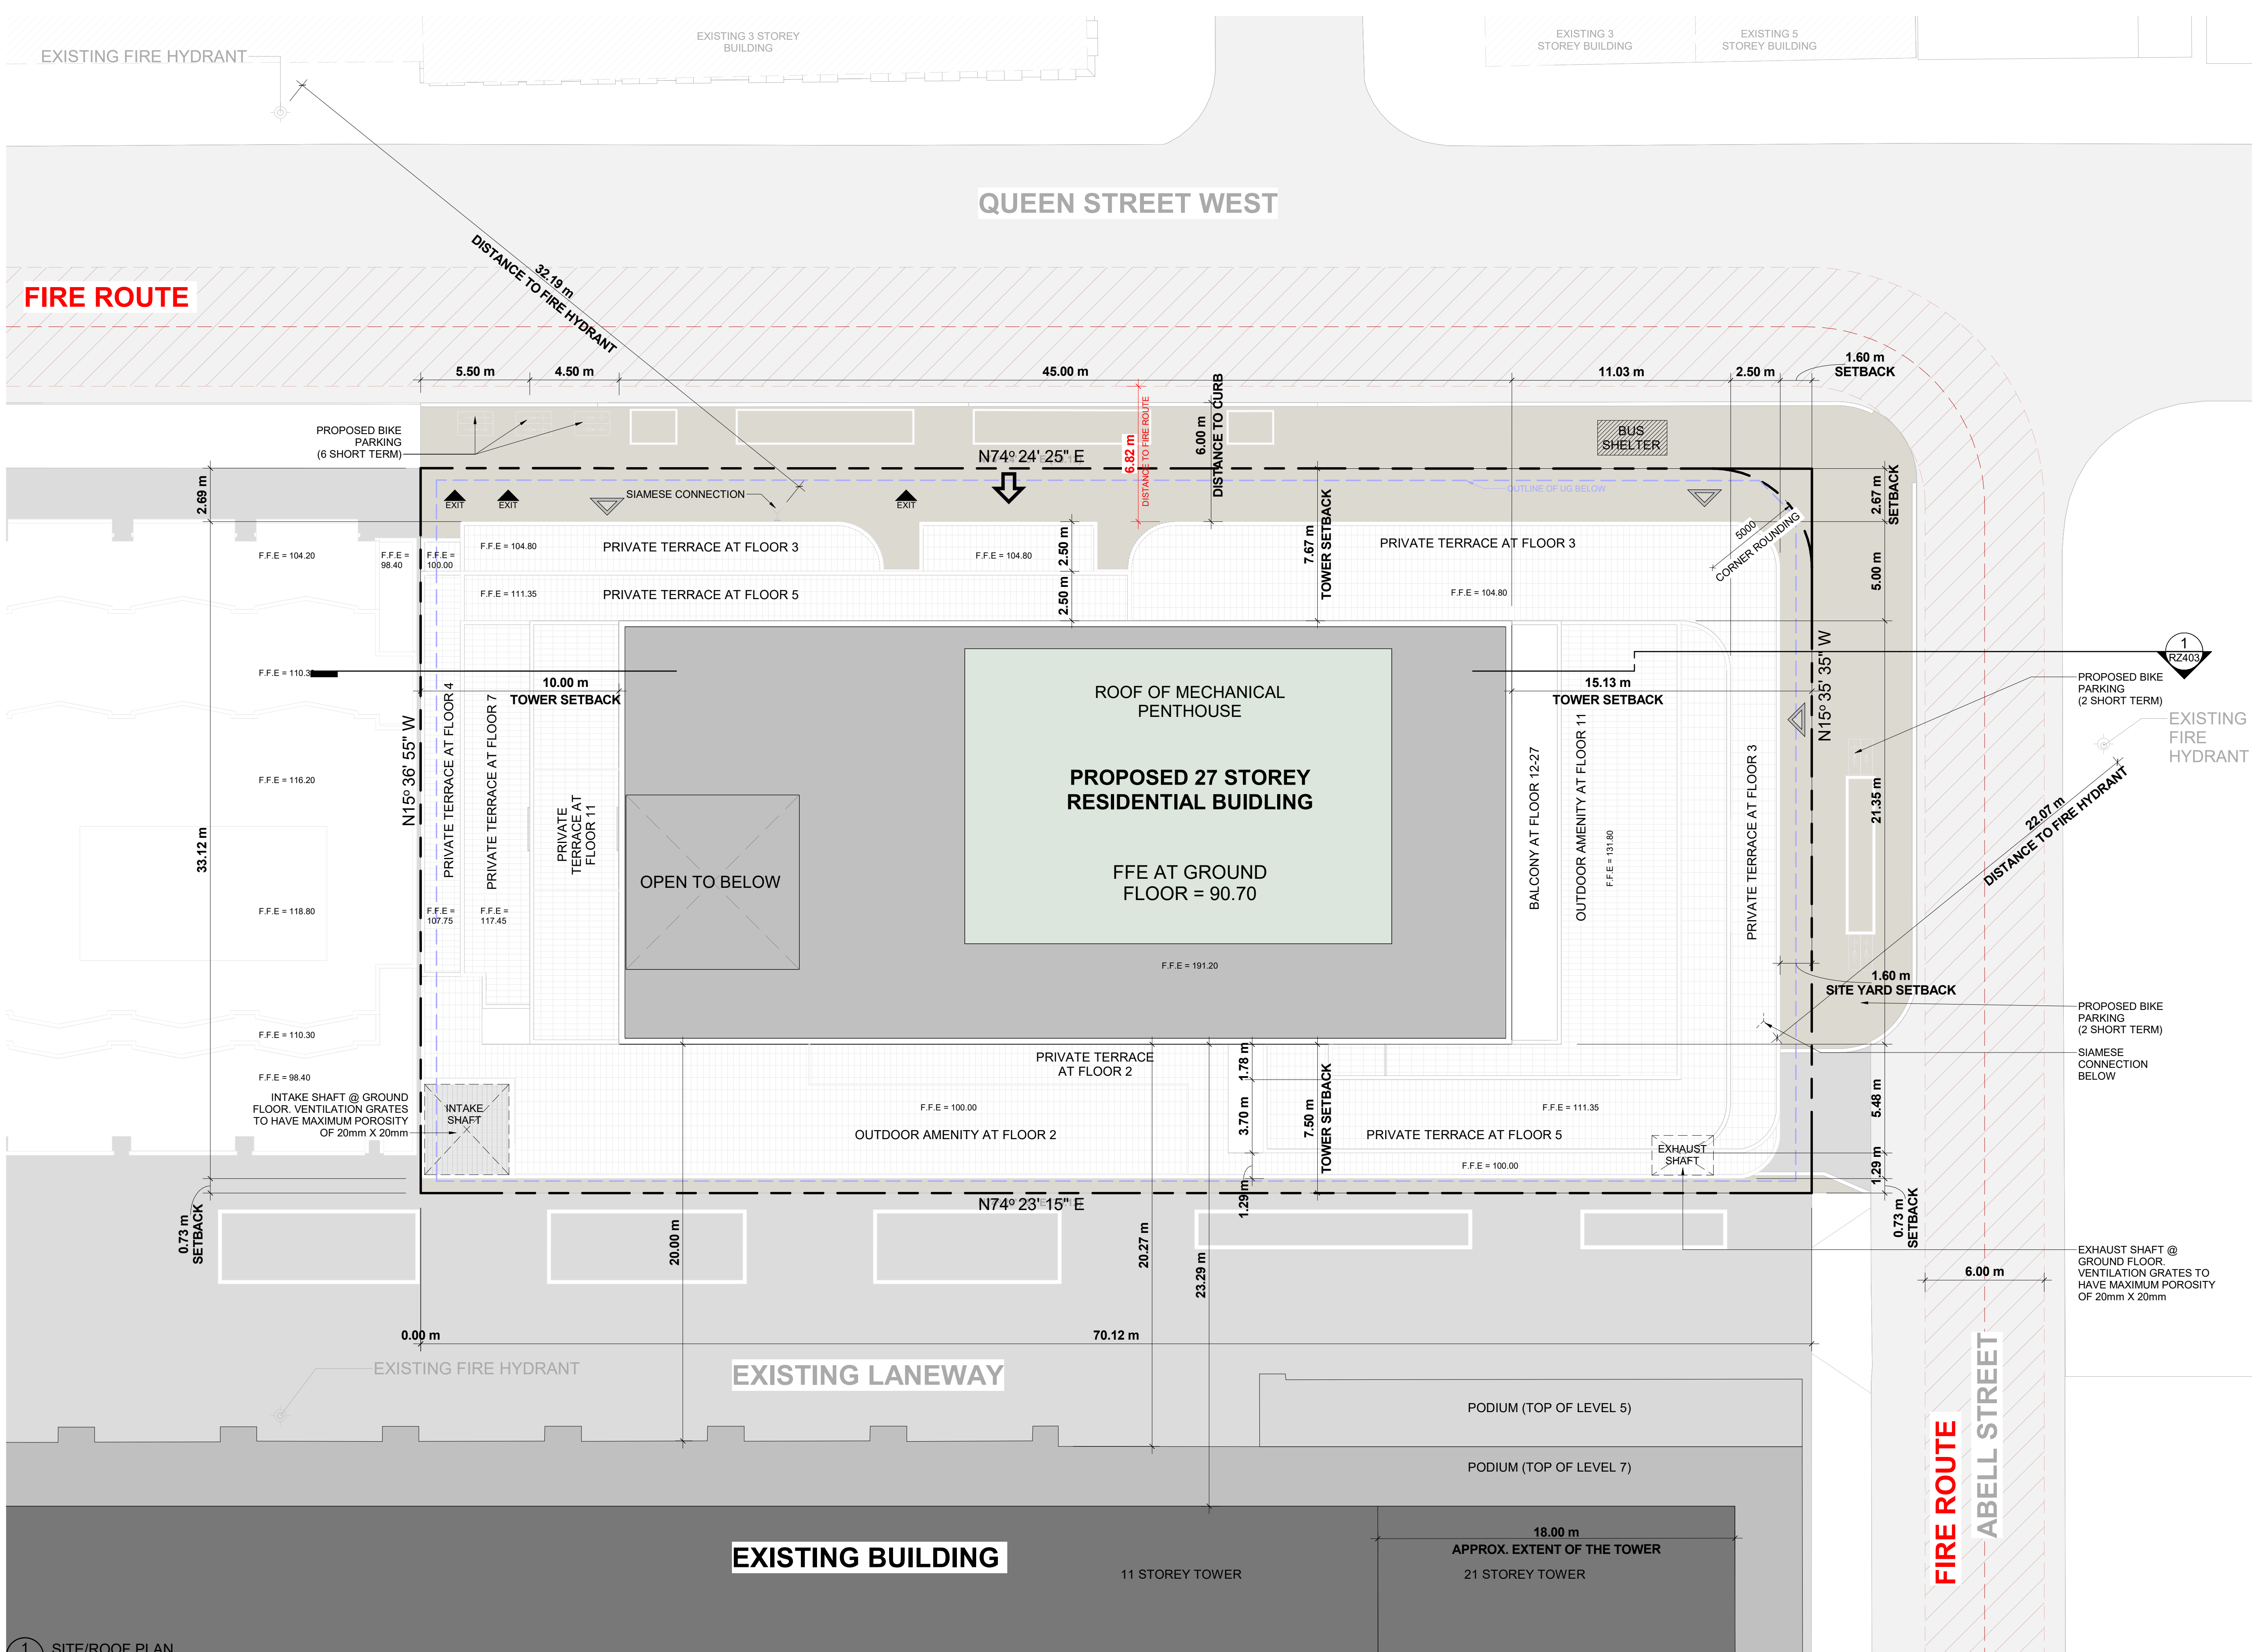 EXISTING FIRE HYDRANT
EXISTING 3 STOREY
BUILDING
EXISTING 3
STOREY BUILDING
EXISTING 5
STOREY BUILDING
QUEEN STREET WEST
FIRE ROUTE
32.19 m
DISTANCE TO FIRE HYDRANT
5.50 m
4.50 m
45.00 m
11.03 m
2.50 m
1.60 m
SETBACK
PROPOSED BIKE
PARKING
(6 SHORT TERM)
6.82 m
DISTANCE TO FIRE ROUTE
6.00 m
DISTANCE TO CURB
BUS
SHELTER
N74º 24' 25" E
2.69 m
EXIT
EXIT
SIAMESE CONNECTION
EXIT
OUTLINE OF UG BELOW
2.67 m
SETBACK
5000
CORNER ROUNDING
7.67 m
TOWER SETBACK
F.F.E = 104.20
F.F.E =
98.40
F.F.E =
100.00
F.F.E = 104.80
PRIVATE TERRACE AT FLOOR 3
F.F.E = 104.80
2.50 m
PRIVATE TERRACE AT FLOOR 3
5.00 m
F.F.E = 111.35
PRIVATE TERRACE AT FLOOR 5
2.50 m
F.F.E = 104.80
F.F.E = 110.3
10.00 m
TOWER SETBACK
15.13 m
TOWER SETBACK
1
RZ403
N15º 36' 55" W
N15º 35' 35" W
PRIVATE TERRACE AT FLOOR 4
PRIVATE TERRACE AT FLOOR 7
PRIVATE
TERRACE AT
FLOOR 11
ROOF OF MECHANICAL
PENTHOUSE
PROPOSED 27 STOREY
RESIDENTIAL BUIDLING
FFE AT GROUND
FLOOR = 90.70
OPEN TO BELOW
F.F.E = 191.20
BALCONY AT FLOOR 12-27
OUTDOOR AMENITY AT FLOOR 11
F.F.E = 131.80
PRIVATE TERRACE AT FLOOR 3
21.35 m
PROPOSED BIKE
PARKING
(2 SHORT TERM)
EXISTING
FIRE
HYDRANT
22.07 m
DISTANCE TO FIRE HYDRANT
F.F.E = 116.20
33.12 m
F.F.E = 118.80
F.F.E =
107.75
F.F.E =
117.45
1.60 m
SITE YARD SETBACK
PROPOSED BIKE
PARKING
(2 SHORT TERM)
SIAMESE
CONNECTION
BELOW
F.F.E = 110.30
F.F.E = 98.40
PRIVATE TERRACE
AT FLOOR 2
1.78 m
3.70 m
1.29 m
7.50 m
TOWER SETBACK
INTAKE SHAFT @ GROUND
FLOOR. VENTILATION GRATES
TO HAVE MAXIMUM POROSITY
OF 20mm X 20mm
INTAKE
SHAFT
F.F.E = 100.00
OUTDOOR AMENITY AT FLOOR 2
F.F.E = 111.35
PRIVATE TERRACE AT FLOOR 5
F.F.E = 100.00
EXHAUST
SHAFT
5.48 m
1.29 m
0.73 m
SETBACK
0.73 m
SETBACK
N74º 23' 15" E
20.00 m
20.27 m
23.29 m
EXHAUST SHAFT @
GROUND FLOOR.
VENTILATION GRATES TO
HAVE MAXIMUM POROSITY
OF 20mm X 20mm
6.00 m
0.00 m
70.12 m
EXISTING FIRE HYDRANT
EXISTING LANEWAY
PODIUM (TOP OF LEVEL 5)
PODIUM (TOP OF LEVEL 7)
FIRE ROUTE
ABELL STREET
18.00 m
APPROX. EXTENT OF THE TOWER
EXISTING BUILDING
11 STOREY TOWER
21 STOREY TOWER
1
SITE/ROOF PLAN